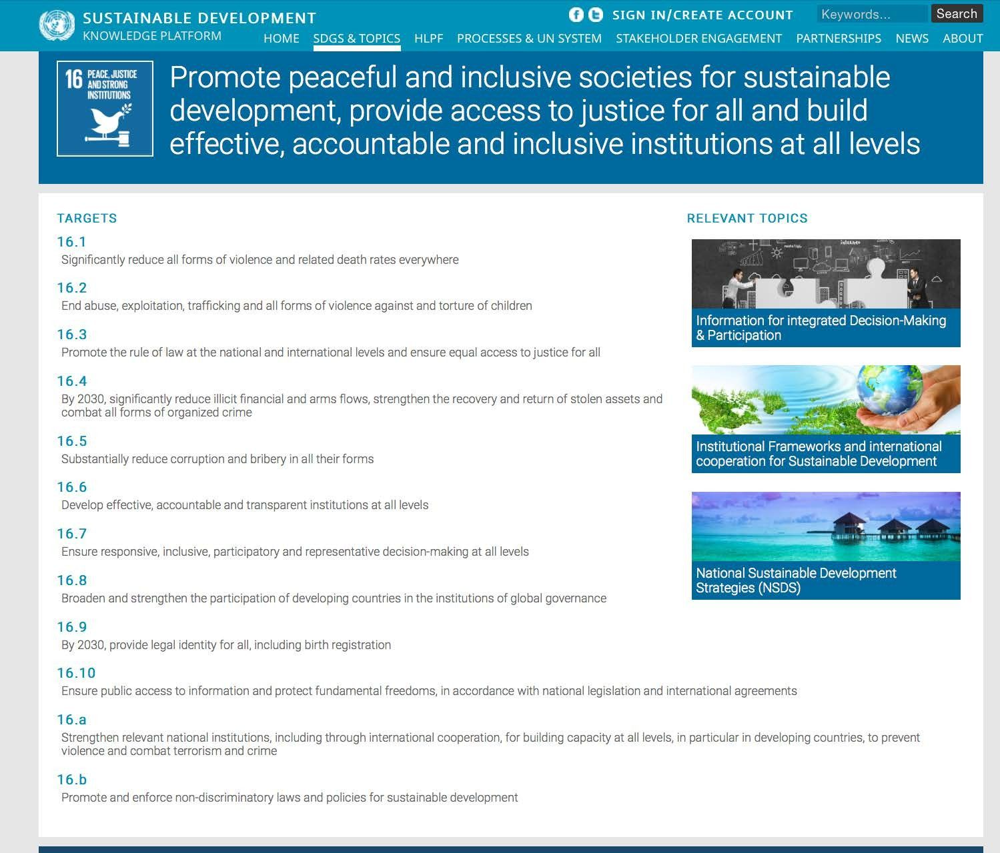 SUSTAINABLE DEVELOPMENT
KNOWLEDGE PLATFORM
SIGN IN/CREATE ACCOUNT
Keywords...
Search
HOME
SDGS & TOPICS
HLPF
PROCESSES & UN SYSTEM
STAKEHOLDER ENGAGEMENT
PARTNERSHIPS
NEWS
ABOUT
16 PEACE, JUSTICE
AND STRONG
INSTITUTIONS
Promote peaceful and inclusive societies for sustainable
development, provide access to justice for all and build
effective, accountable and inclusive institutions at all levels
TARGETS
16.1
Significantly reduce all forms of violence and related death rates everywhere
16.2
End abuse, exploitation, trafficking and all forms of violence against and torture of children
16.3
Promote the rule of law at the national and international levels and ensure equal access to justice for all
16.4
By 2030, significantly reduce illicit financial and arms flows, strengthen the recovery and return of stolen assets and
combat all forms of organized crime
16.5
Substantially reduce corruption and bribery in all their forms
16.6
Develop effective, accountable and transparent institutions at all levels
16.7
Ensure responsive, inclusive, participatory and representative decision-making at all levels
16.8
Broaden and strengthen the participation of developing countries in the institutions of global governance
16.9
By 2030, provide legal identity for all, including birth registration
16.10
Ensure public access to information and protect fundamental freedoms, in accordance with national legislation and international agreements
16.a
Strengthen relevant national institutions, including through international cooperation, for building capacity at all levels, in particular in developing countries, to prevent
violence and combat terrorism and crime
16.b
Promote and enforce non-discriminatory laws and policies for sustainable development
RELEVANT TOPICS
internet
Information for integrated Decision-Making
& Participation
Institutional Frameworks and international
cooperation for Sustainable Development
National Sustainable Development
Strategies (NSDS)